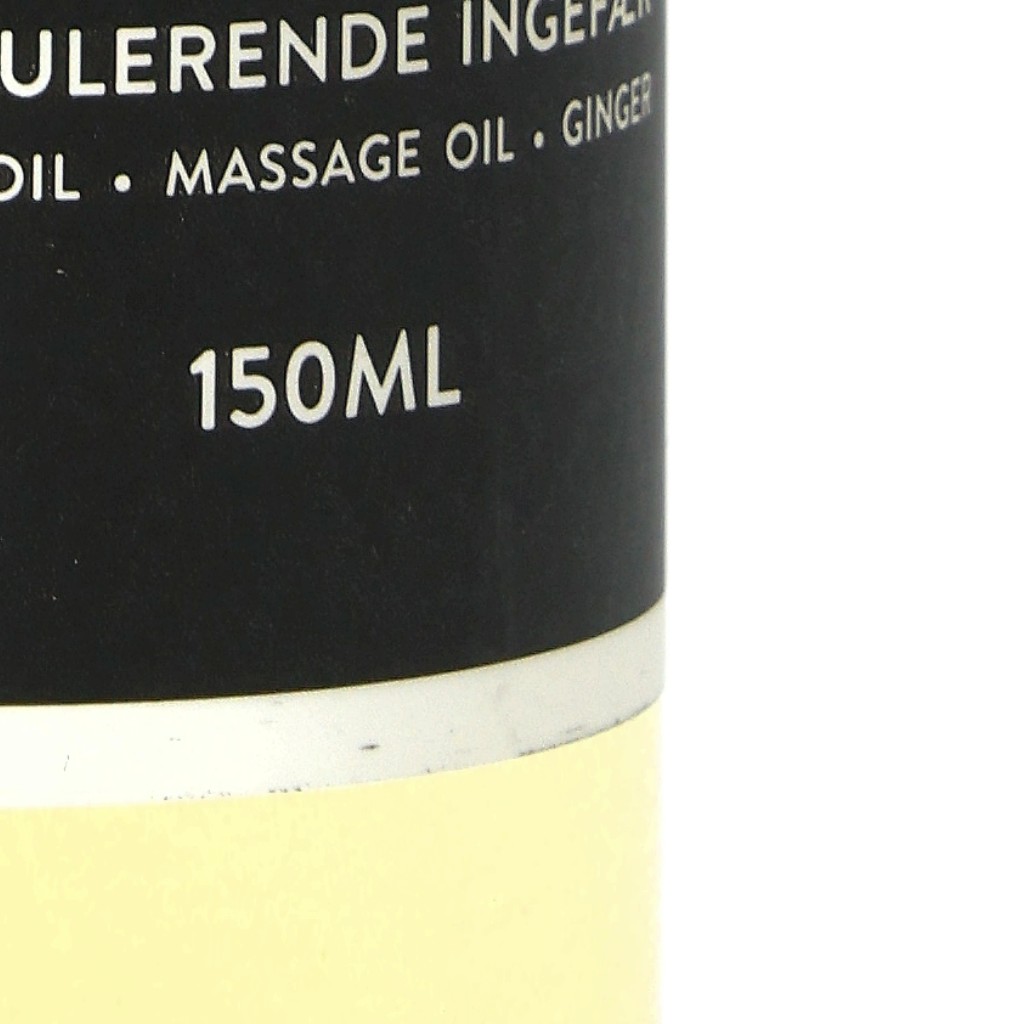 ULERENDE INGEFÆR
OIL • MASSAGE OIL • GINGER
150ML